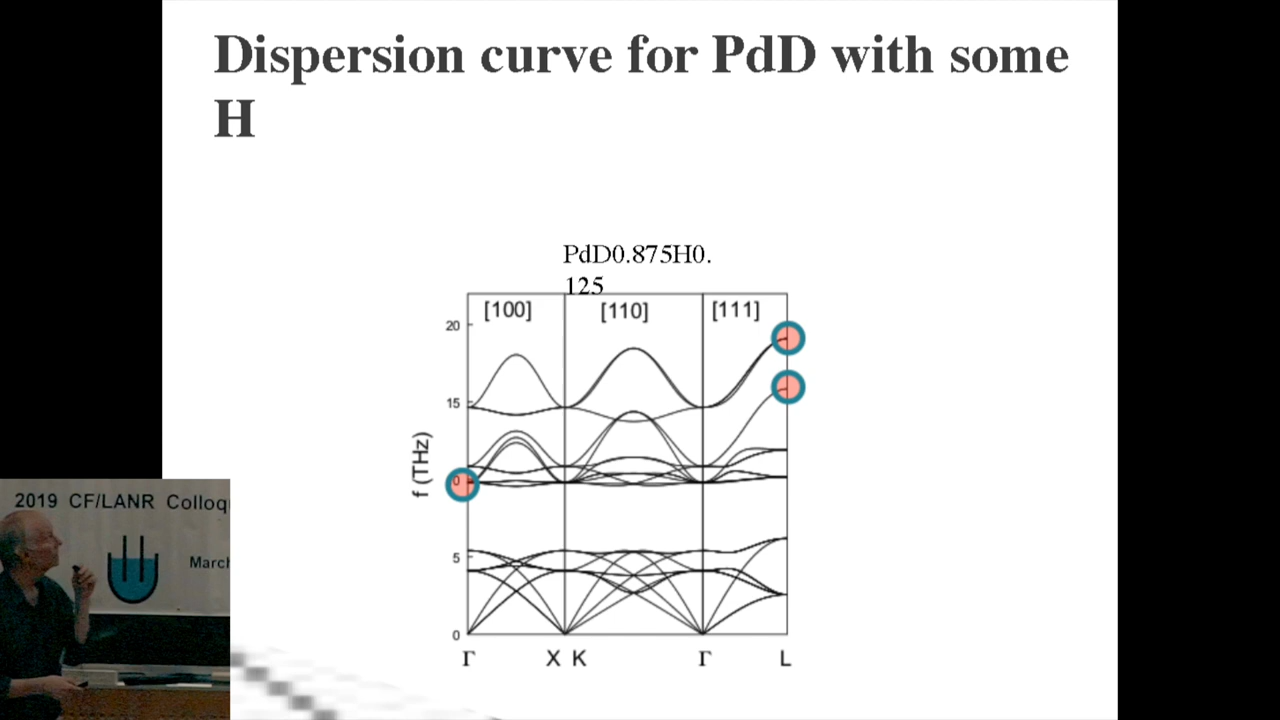 Dispersion curve for PdD with some
H
PdD0.875H0.
125
[100]
[110]
[111]
20
15
0
5
0
f (THz)
Γ
X
K
Γ
L
2019 CF/LANR Colloq
March